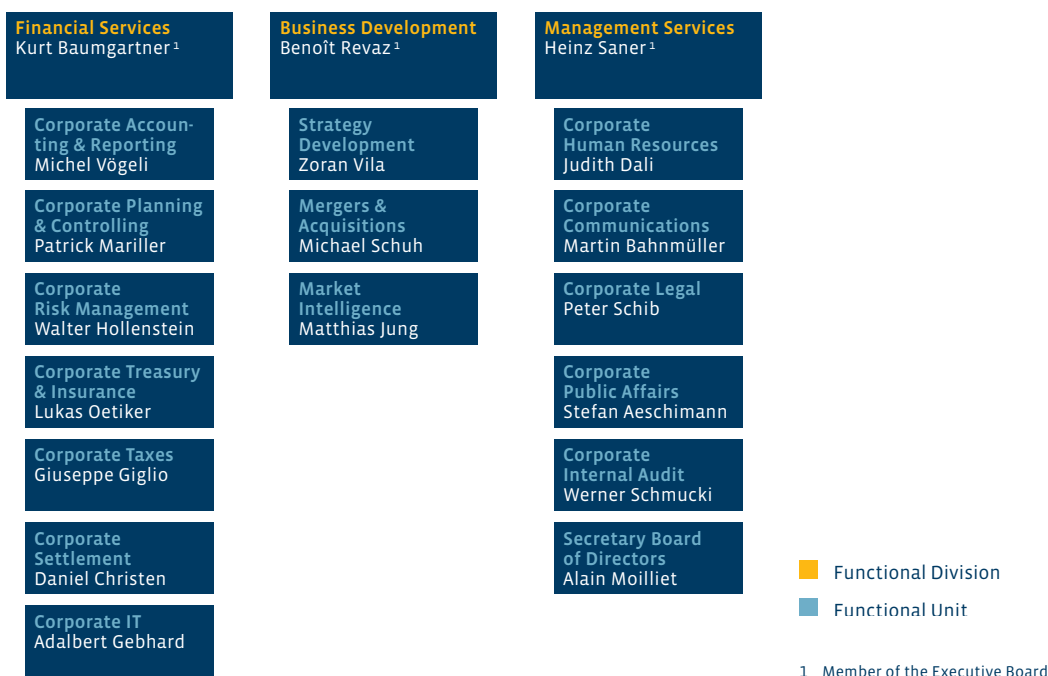 Financial Services
Kurt Baumgartner ¹
Corporate Accoun-
ting & Reporting
Michel Vögeli
Corporate Planning
& Controlling
Patrick Mariller
Corporate
Risk Management
Walter Hollenstein
Corporate Treasury
& Insurance
Lukas Oetiker
Corporate Taxes
Giuseppe Giglio
Corporate
Settlement
Daniel Christen
Corporate IT
Adalbert Gebhard
Business Development
Benoît Revaz ¹
Strategy
Development
Zoran Vila
Mergers &
Acquisitions
Michael Schuh
Market
Intelligence
Matthias Jung
Management Services
Heinz Saner ¹
Corporate
Human Resources
Judith Dali
Corporate
Communications
Martin Bahnmüller
Corporate Legal
Peter Schib
Corporate
Public Affairs
Stefan Aeschimann
Corporate
Internal Audit
Werner Schmucki
Secretary Board
of Directors
Alain Moilliet
Functional Division
Functional Unit
1 Member of the Executive Board